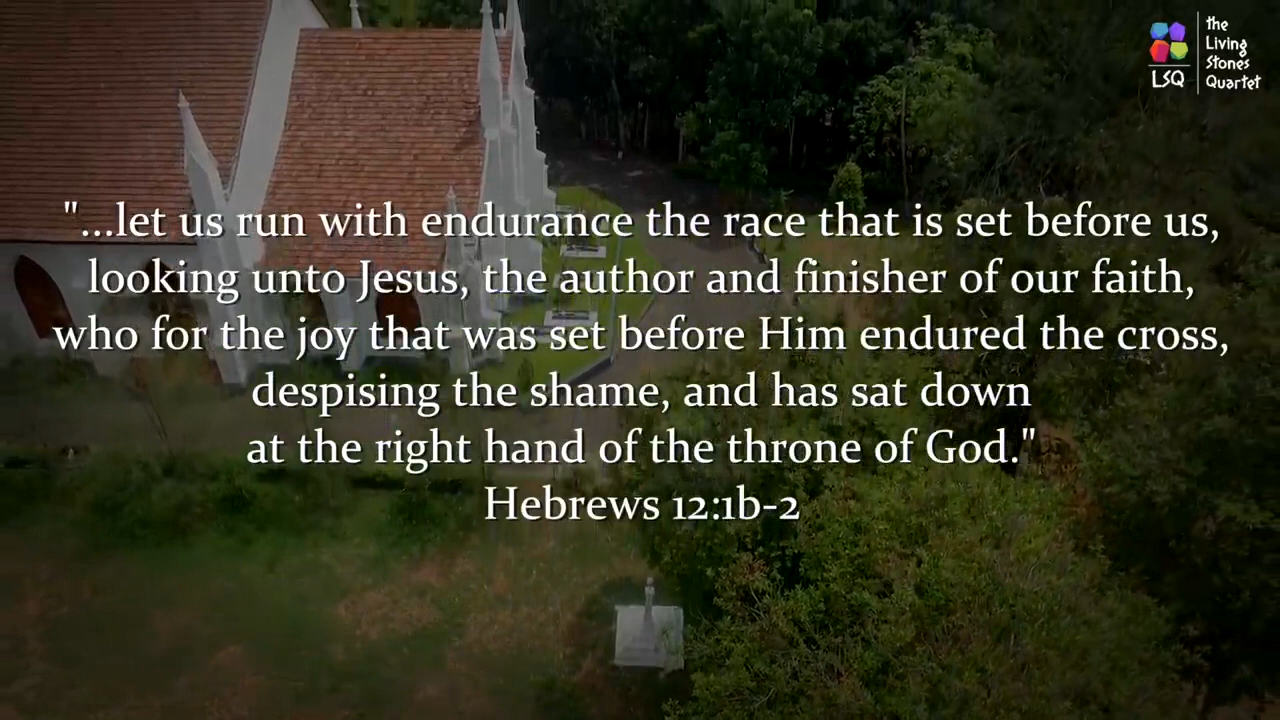 the
Living
Stones
Quartet
LSQ
"...let us run with endurance the race that is set before us,
looking unto Jesus, the author and finisher of our faith,
who for the joy that was set before Him endured the cross,
despising the shame, and has sat down
at the right hand of the throne of God."
Hebrews 12:1b-2